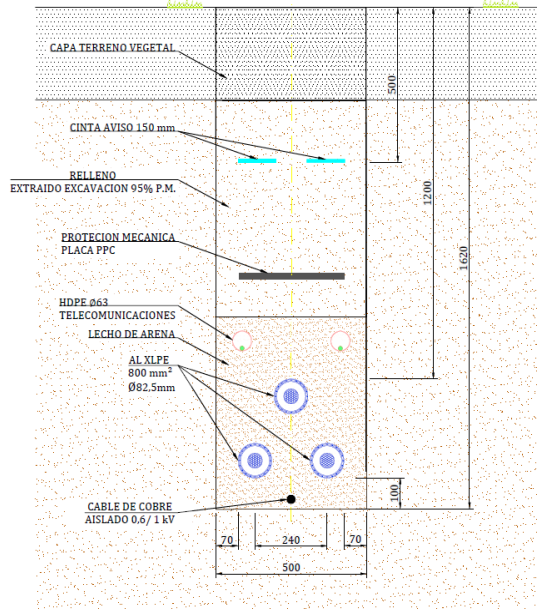 CAPA TERRENO VEGETAL
500
CINTA AVISO 150 mm
RELLENO
EXTRAIDO EXCAVACION 95% P.M.
1200
1620
PROTECION MECANICA
PLACA PPC
HDPE Ø63
TELECOMUNICACIONES
LECHO DE ARENA
AL XLPE
800 mm²
Ø82,5mm
100
CABLE DE COBRE
AISLADO 0,6/ 1 kV
70
240
70
500